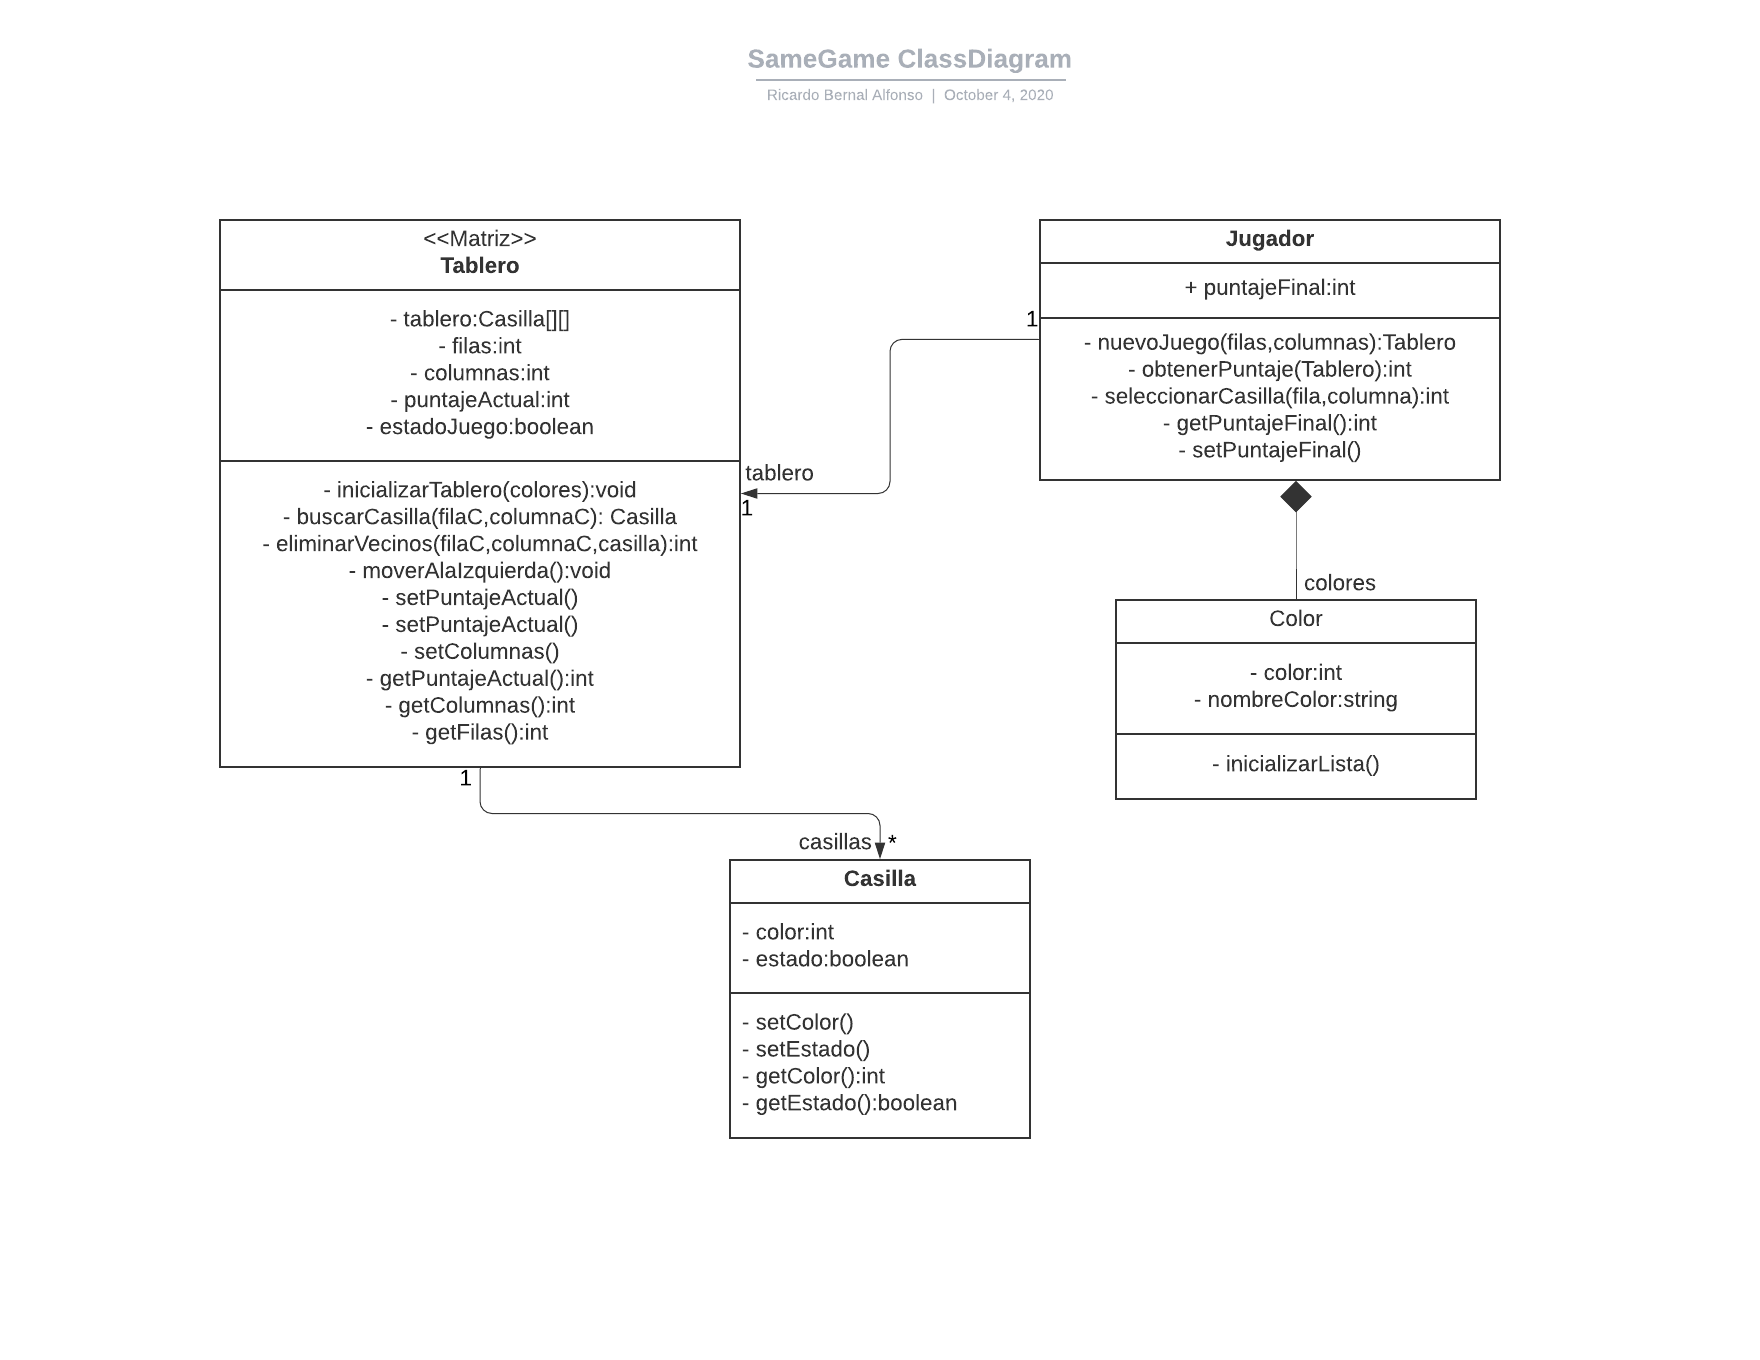 SameGame ClassDiagram
Ricardo Bernal Alfonso | October 4, 2020
<<Matriz>>
Tablero
- tablero:Casilla[][]
- filas:int
- columnas:int
- puntajeActual:int
- estadoJuego:boolean
- inicializarTablero(colores):void
- buscarCasilla(filaC,columnaC): Casilla
- eliminarVecinos(filaC,columnaC,casilla):int
- moverAlaIzquierda():void
- setPuntajeActual()
- setPuntajeActual()
- setColumnas()
- getPuntajeActual():int
- getColumnas():int
- getFilas():int
1
tablero
1
Jugador
+ puntajeFinal:int
- nuevoJuego(filas,columnas):Tablero
- obtenerPuntaje(Tablero):int
- seleccionarCasilla(fila,columna):int
- getPuntajeFinal():int
- setPuntajeFinal()
colores
Color
- color:int
- nombreColor:string
- inicializarLista()
1
casillas *
Casilla
- color:int
- estado:boolean
- setColor()
- setEstado()
- getColor():int
- getEstado():boolean